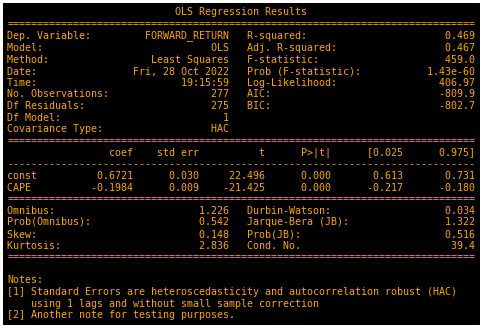 OLS Regression Results
==============================================================================
Dep. Variable:         FORWARD_RETURN   R-squared:                       0.469
Model:                            OLS   Adj. R-squared:                  0.467
Method:                 Least Squares   F-statistic:                     459.0
Date:                Fri, 28 Oct 2022   Prob (F-statistic):           1.43e-60
Time:                        19:15:59   Log-Likelihood:                 406.97
No. Observations:                 277   AIC:                            -809.9
Df Residuals:                     275   BIC:                            -802.7
Df Model:                           1
Covariance Type:                  HAC
==============================================================================
                 coef    std err          t      P>|t|      [0.025      0.975]
------------------------------------------------------------------------------
const          0.6721      0.030     22.496      0.000       0.613       0.731
CAPE          -0.1984      0.009    -21.425      0.000      -0.217      -0.180
==============================================================================
Omnibus:                        1.226   Durbin-Watson:                   0.034
Prob(Omnibus):                  0.542   Jarque-Bera (JB):                1.322
Skew:                           0.148   Prob(JB):                        0.516
Kurtosis:                       2.836   Cond. No.                         39.4
==============================================================================

Notes:
[1] Standard Errors are heteroscedasticity and autocorrelation robust (HAC)
    using 1 lags and without small sample correction
[2] Another note for testing purposes.